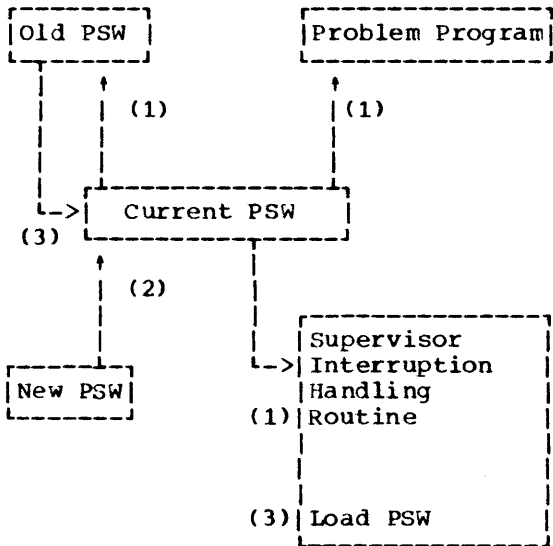 Old PSW
Problem Program
(1)
(1)
Current PSW
(3)
(2)
Supervisor
Interruption
New PSW
Handling
(1) Routine
(3) Load PSW